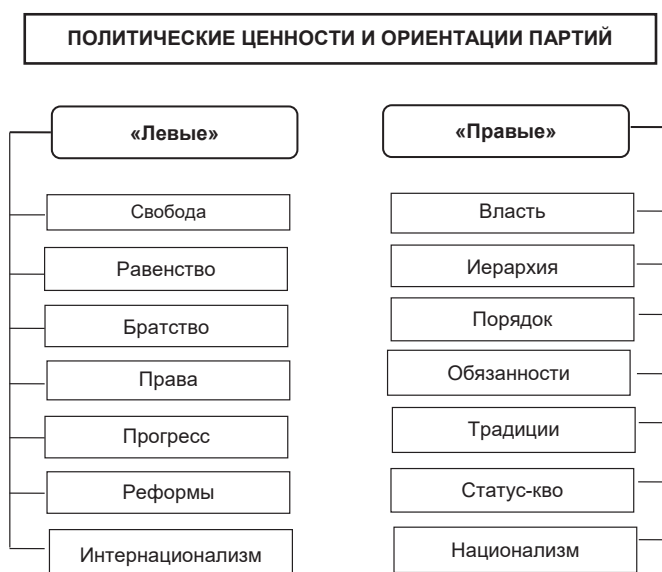 ПОЛИТИЧЕСКИЕ ЦЕННОСТИ И ОРИЕНТАЦИИ ПАРТИЙ
«Левые»
Свобода
Равенство
Братство
Права
Прогресс
Реформы
Интернационализм
«Правые»
Власть
Иерархия
Порядок
Обязанности
Традиции
Статус-кво
Национализм